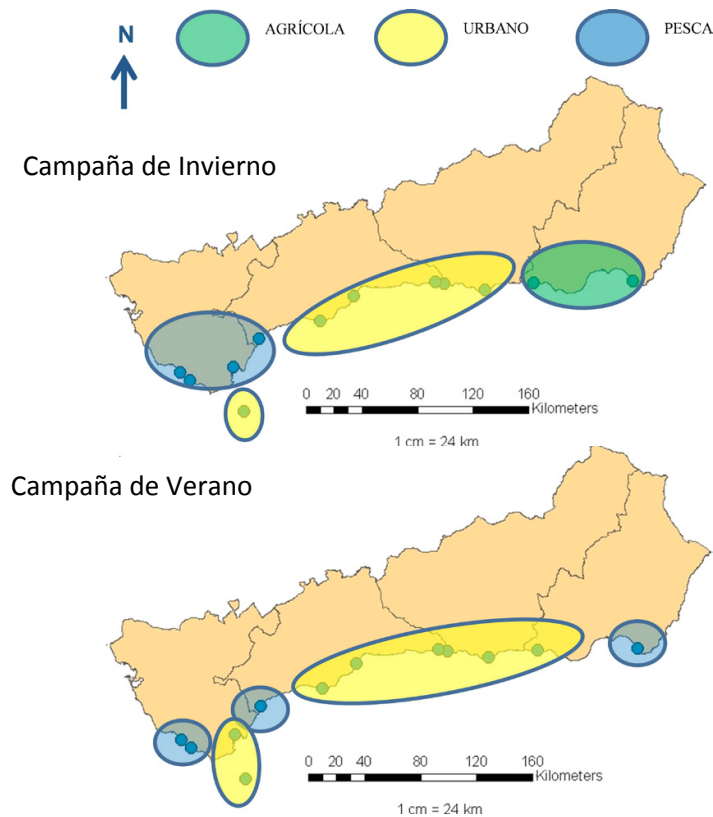 N
AGRÍCOLA URBANO PESCA
Campaña de Invierno
0 20 40 80 120 160
Kilometers
1 cm = 24 km
Campaña de Verano
0 20 40 80 120 160
Kilometers
1 cm = 24 km